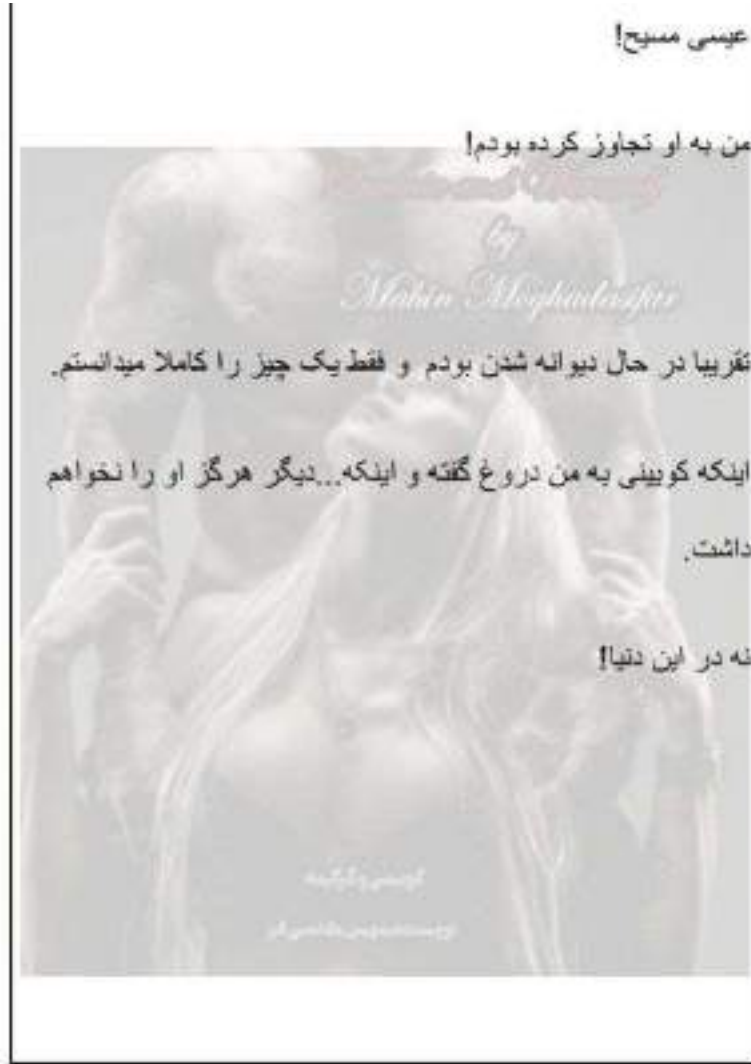 عیسی مسیح!
من به او تجاوز کرده بودم!
by
Mahin Moghadasfar
تقریبا در حال دیوانه شدن بودم و فقط یک چیز را کاملا میدانستم.
اینکه کویینی به من دروغ گفته و اینکه...دیگر هرگز او را نخواهم
داشت.
نه در این دنیا!